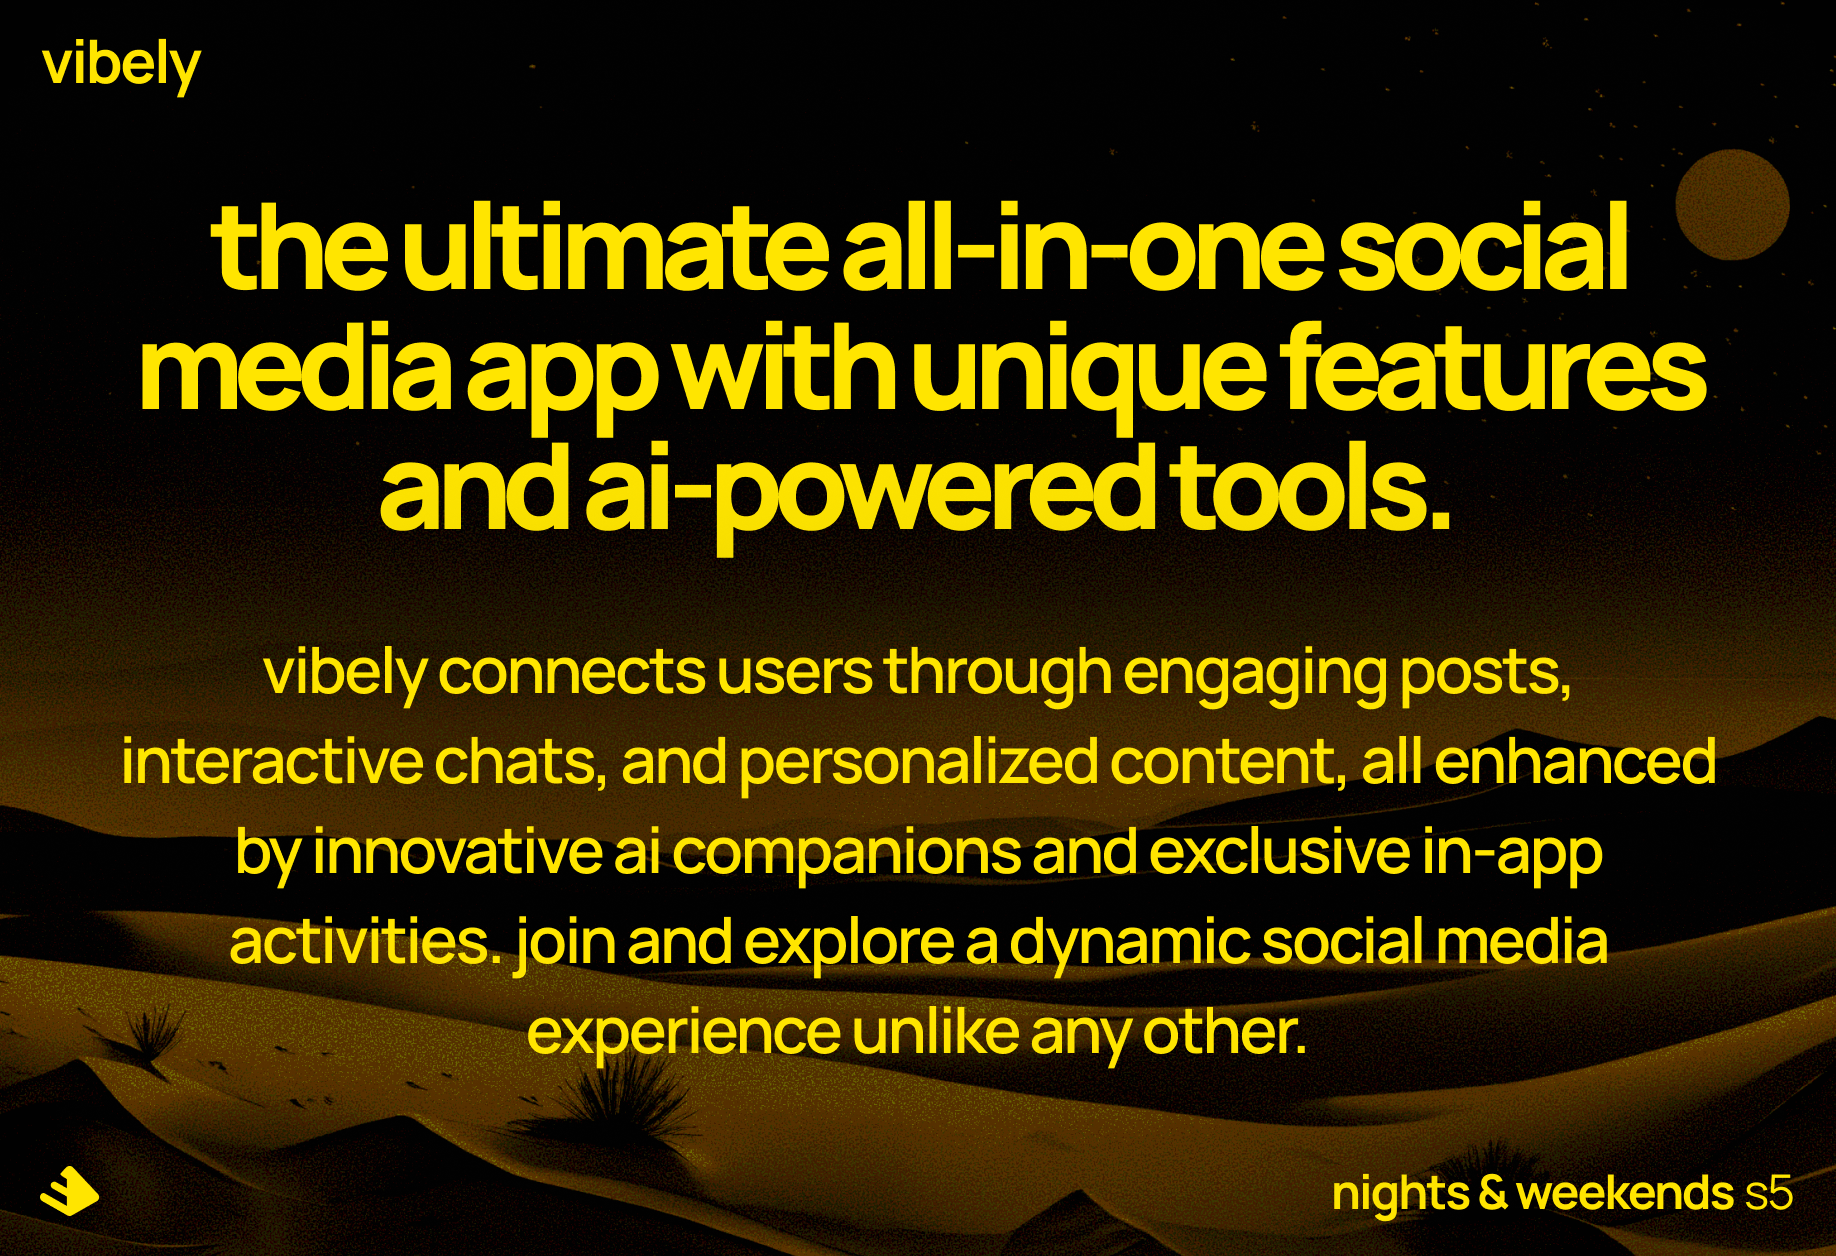 vibely
the ultimate all-in-one social
media app with unique features
and ai-powered tools.
vibely connects users through engaging posts,
interactive chats, and personalized content, all enhanced
by innovative ai companions and exclusive in-app
activities. join and explore a dynamic social media
experience unlike any other.
nights & weekends s5